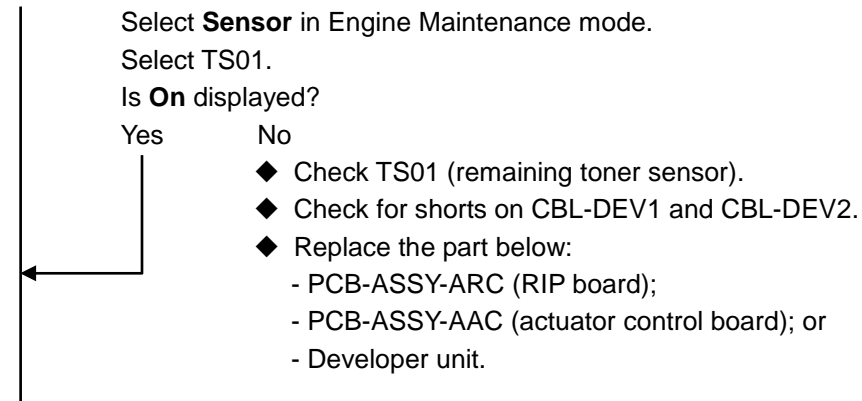 Select Sensor in Engine Maintenance mode.
Select TS01.
Is On displayed?
Yes No
◆ Check TS01 (remaining toner sensor).
◆ Check for shorts on CBL-DEV1 and CBL-DEV2.
◆ Replace the part below:
- PCB-ASSY-ARC (RIP board);
- PCB-ASSY-AAC (actuator control board); or
- Developer unit.